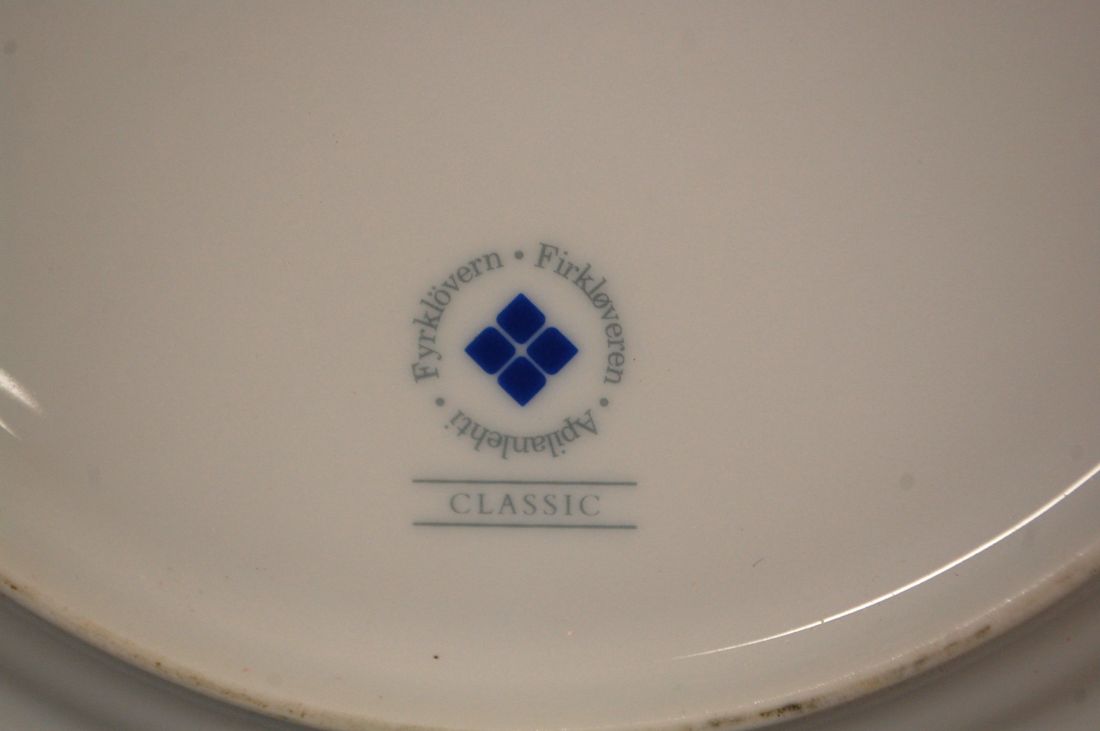 Fyrklövern • Firkløveren • Apilanlehti •
CLASSIC